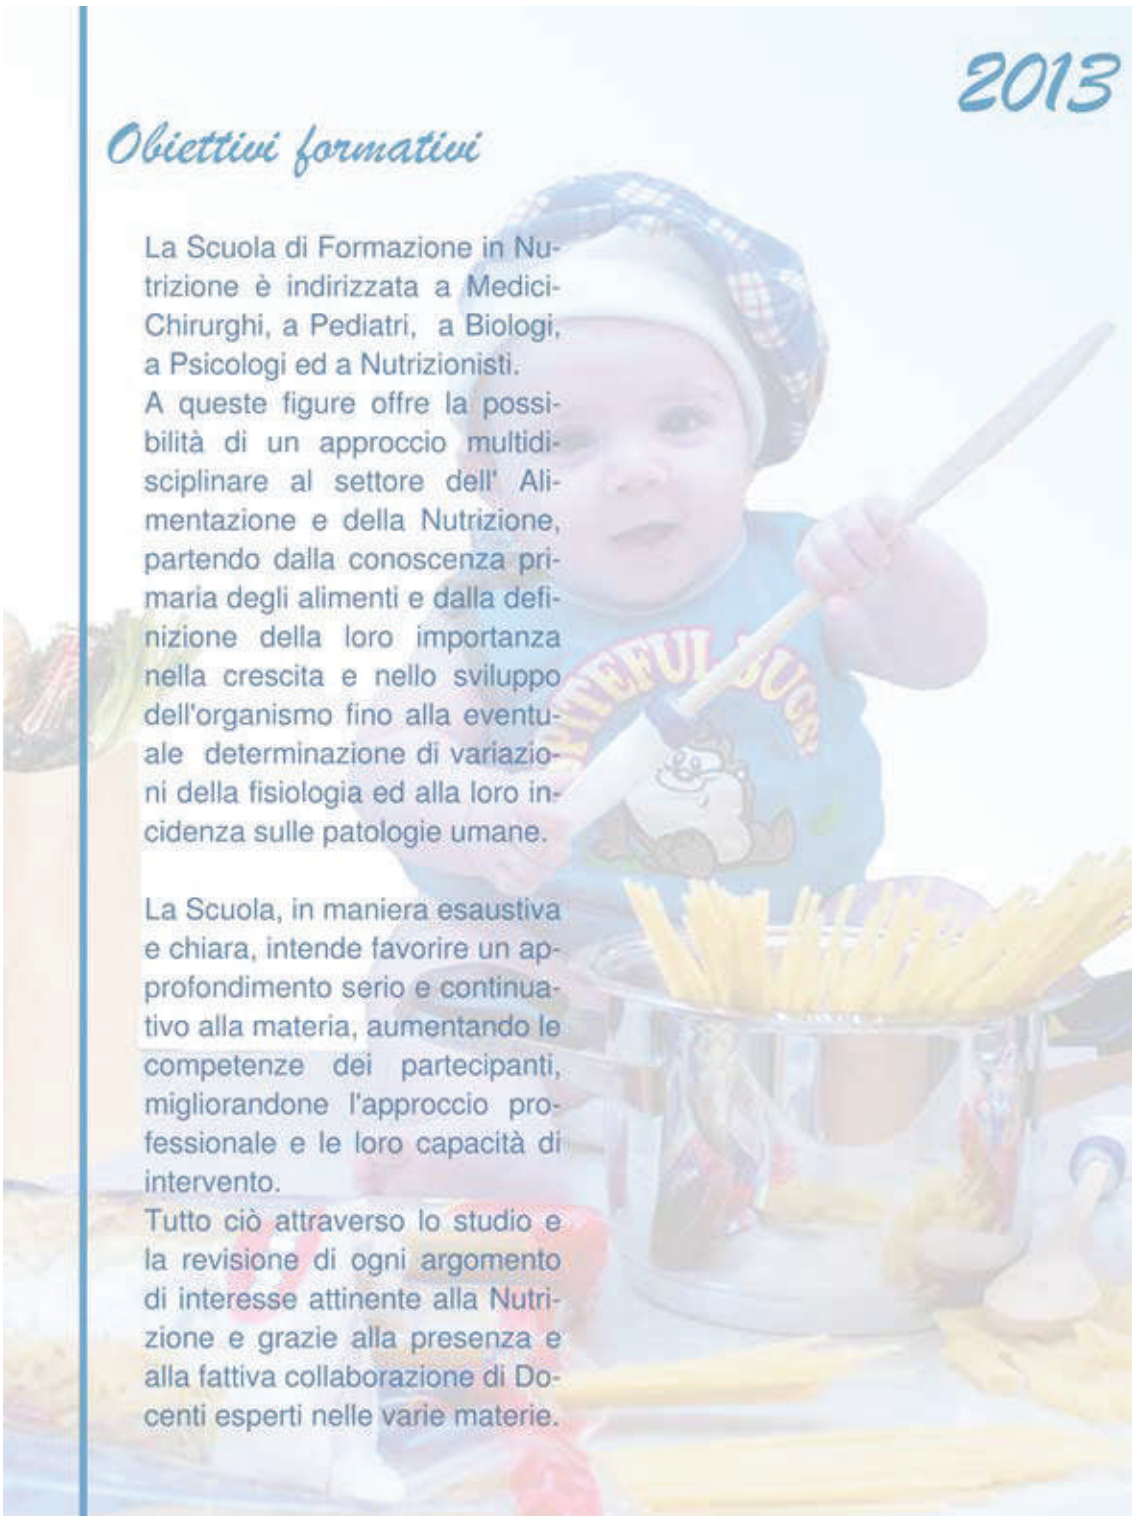 2013
Obiettivi formativi
La Scuola di Formazione in Nu-
trizione è indirizzata a Medici-
Chirurghi, a Pediatri, a Biologi,
a Psicologi ed a Nutrizionisti.
A queste figure offre la possi-
bilità di un approccio multidi-
sciplinare al settore dell' Ali-
mentazione e della Nutrizione,
partendo dalla conoscenza pri-
maria degli alimenti e dalla defi-
nizione della loro importanza
nella crescita e nello sviluppo
dell'organismo fino alla eventu-
ale determinazione di variazio-
ni della fisiologia ed alla loro in-
cidenza sulle patologie umane.
La Scuola, in maniera esaustiva
e chiara, intende favorire un ap-
profondimento serio e continua-
tivo alla materia, aumentando le
competenze dei partecipanti,
migliorandone l'approccio pro-
fessionale e le loro capacità di
intervento.
Tutto ciò attraverso lo studio e
la revisione di ogni argomento
di interesse attinente alla Nutri-
zione e grazie alla presenza e
alla fattiva collaborazione di Do-
centi esperti nelle varie materie.